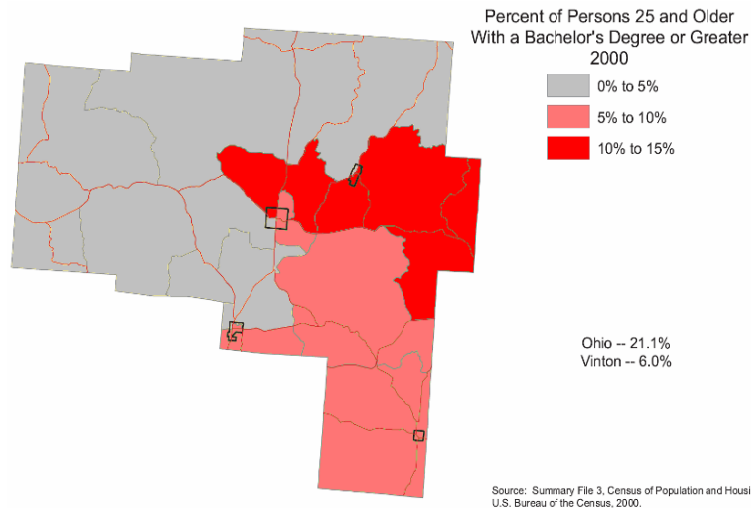 Percent of Persons 25 and Older
With a Bachelor's Degree or Greater
2000
0% to 5%
5% to 10%
10% to 15%
Ohio -- 21.1%
Vinton -- 6.0%
Source: Summary File 3, Census of Population and Housi
U.S. Bureau of the Census, 2000.